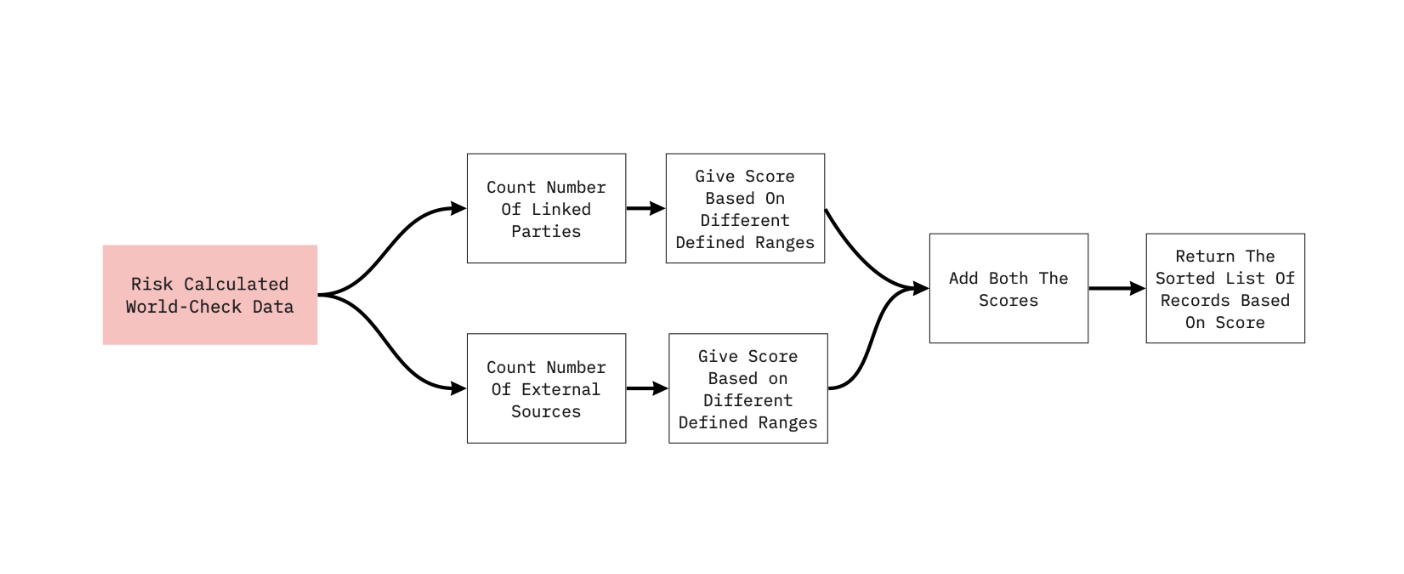 Risk Calculated
World-Check Data
Count Number
Of Linked
Parties
Give Score
Based On
Different
Defined Ranges
Count Number
Of External
Sources
Give Score
Based on
Different
Defined Ranges
Add Both The
Scores
Return The
Sorted List Of
Records Based
On Score